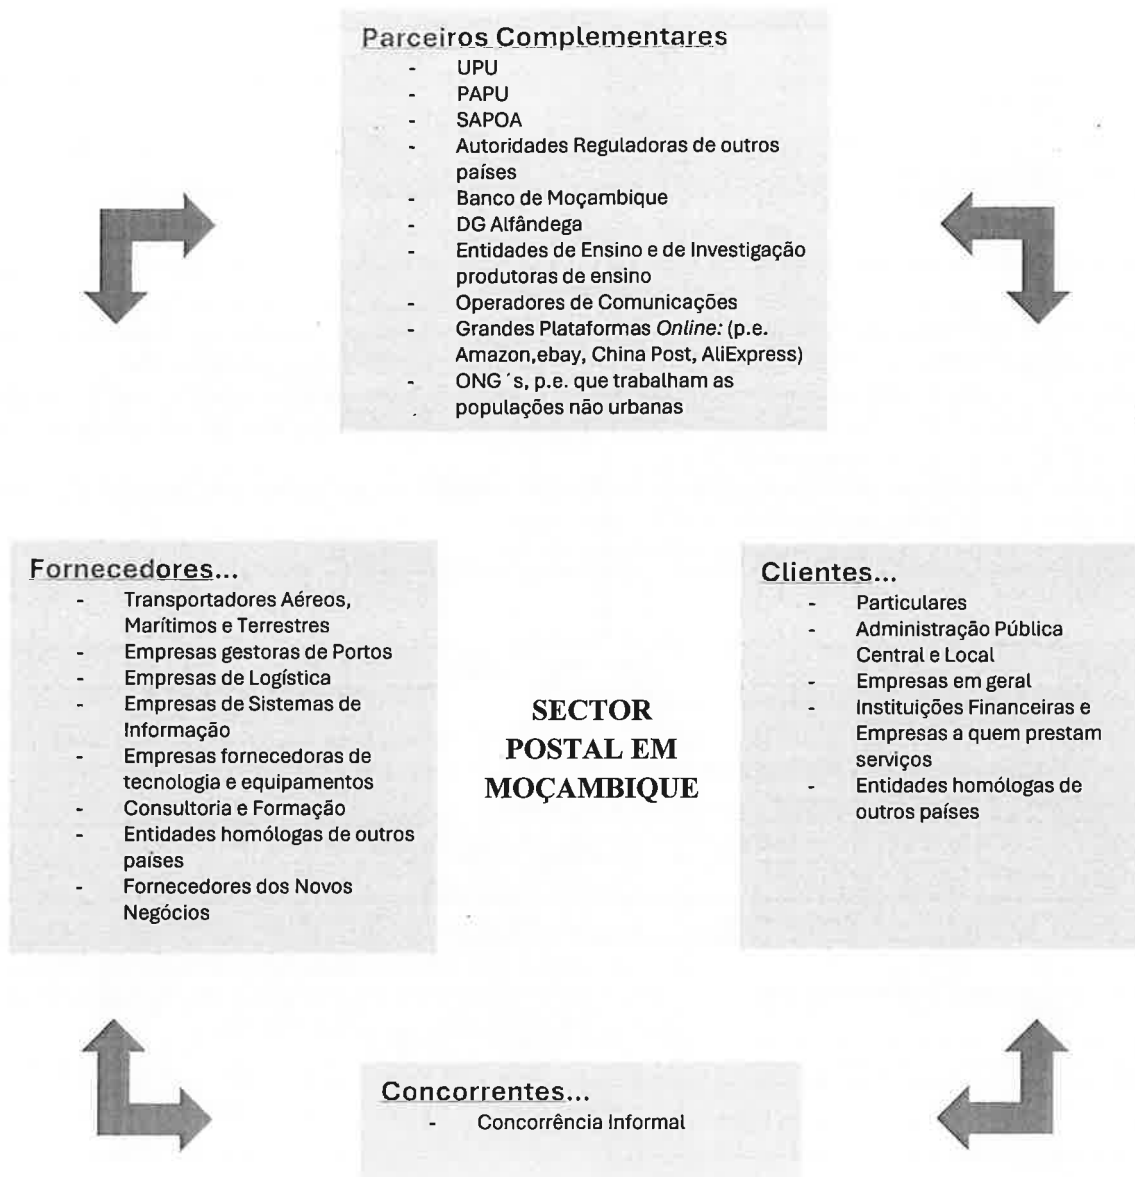 Parceiros Complementares
- UPU
- PAPU
- SAPOA
- Autoridades Reguladoras de outros
países
- Banco de Moçambique
- DG Alfândega
- Entidades de Ensino e de Investigação
produtoras de ensino
- Operadores de Comunicações
- Grandes Plataformas Online: (p.e.
Amazon,ebay, China Post, AliExpress)
- ONG ´s, p.e. que trabalham as
. populações não urbanas
Fornecedores...
- Transportadores Aéreos,
Marítimos e Terrestres
- Empresas gestoras de Portos
- Empresas de Logística
- Empresas de Sistemas de
Informação
- Empresas fornecedoras de
tecnologia e equipamentos
- Consultoria e Formação
- Entidades homólogas de outros
países
- Fornecedores dos Novos
Negócios
SECTOR
POSTAL EM
MOÇAMBIQUE
Clientes...
- Particulares
- Administração Pública
Central e Local
- Empresas em geral
- Instituições Financeiras e
Empresas a quem prestam
serviços
- Entidades homólogas de
outros países
Concorrentes...
- Concorrência Informal